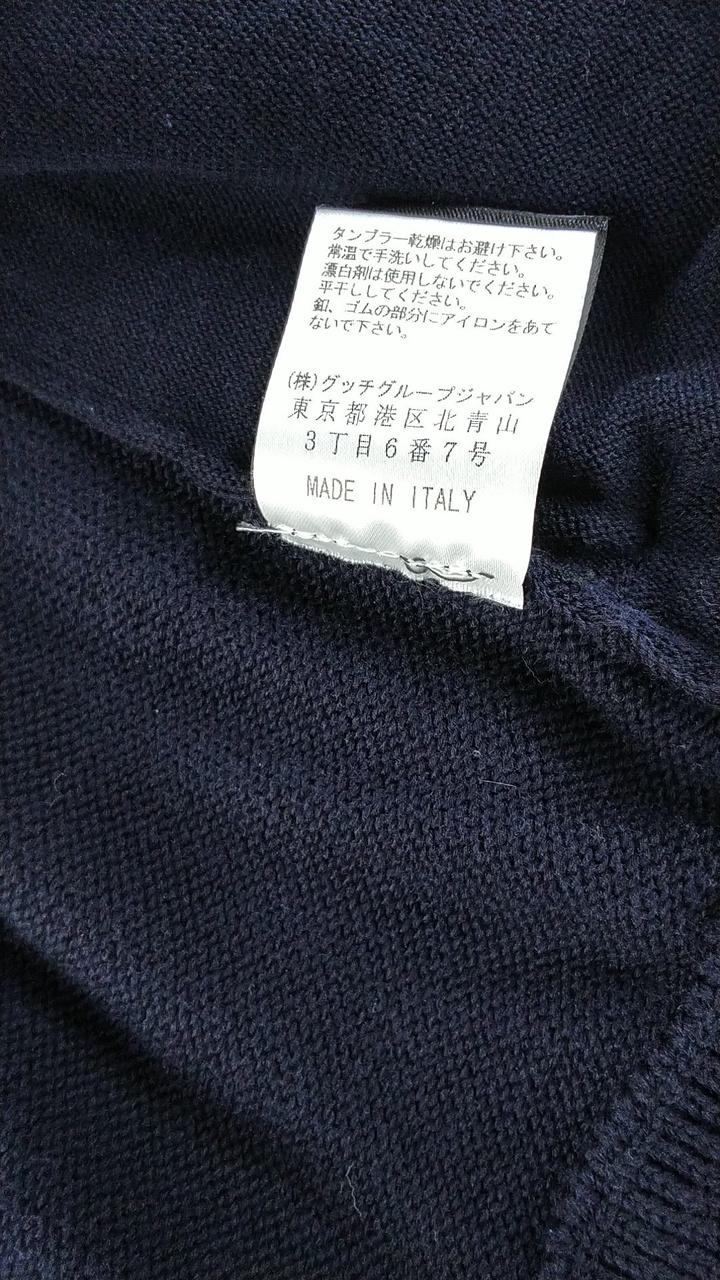 タンブラー乾燥はお避け下さい。
常温で手洗いしてください。
漂白剤は使用しないでください。
平干ししてください。
釦、ゴムの部分にアイロンをあて
ないで下さい。
(株)グッチグループジャパン
東京都港区北青山
3丁目6番7号
MADE IN ITALY